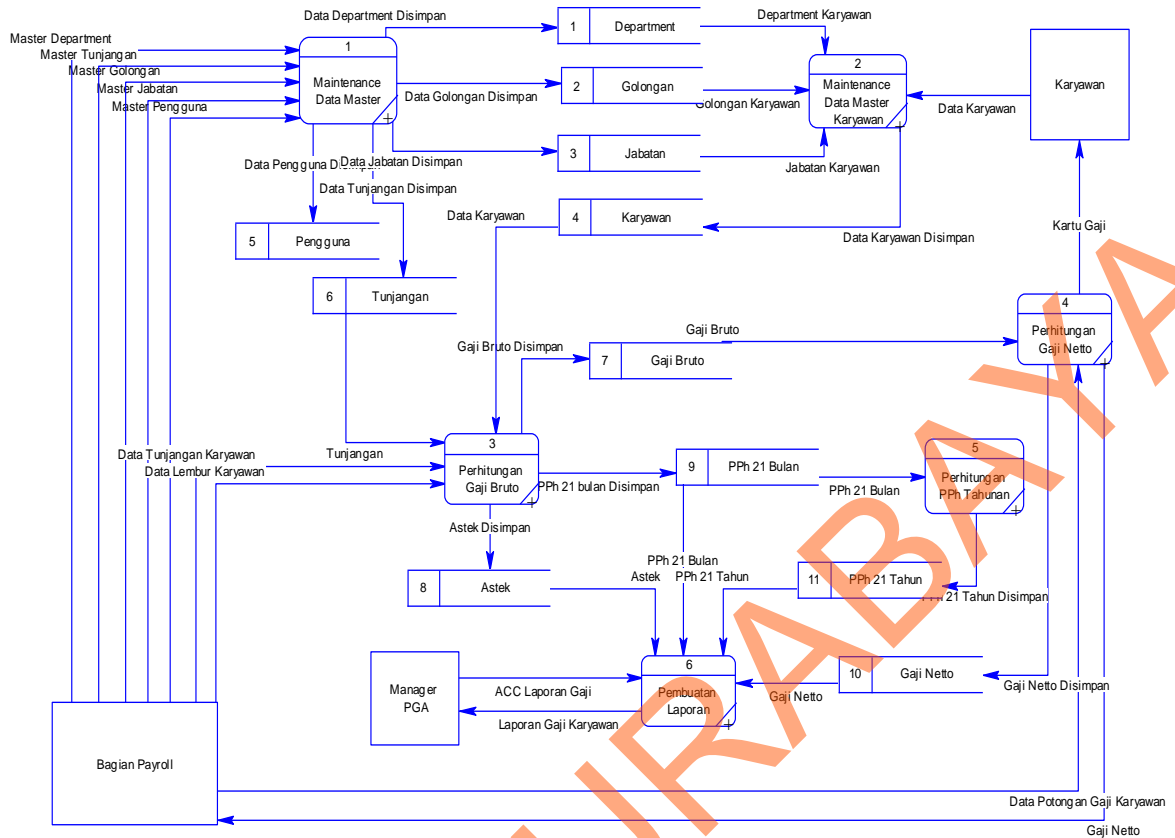 Data Department Disimpan
1 Department
Department Karyawan
Master Department
Master Tunjangan
Master Golongan
Master Jabatan
Master Pengguna
1
Maintenance
Data Master
Data Golongan Disimpan
2 Golongan
Golongan Karyawan
2
Maintenance
Data Master
Karyawan
Data Karyawan
Karyawan
Data Pengguna Disimpan
Data Jabatan Disimpan
3 Jabatan
Jabatan Karyawan
Data Tunjangan Disimpan
Data Karyawan
4 Karyawan
Data Karyawan Disimpan
Kartu Gaji
5 Pengguna
6 Tunjangan
Gaji Bruto Disimpan
7 Gaji Bruto
Gaji Bruto
4
Perhitungan
Gaji Netto
Data Tunjangan Karyawan
Data Lembur Karyawan
Tunjangan
3
Perhitungan
Gaji Bruto
PPh 21 bulan Disimpan
9 PPh 21 Bulan
PPh 21 Bulan
5
Perhitungan
PPh Tahunan
Astek Disimpan
8 Astek
Astek
PPh 21 Bulan
PPh 21 Tahun
11 PPh 21 Tahun
PPh 21 Tahun Disimpan
Manager
PGA
ACC Laporan Gaji
Laporan Gaji Karyawan
6
Pembuatan
Laporan
Gaji Netto
10 Gaji Netto
Gaji Netto Disimpan
Bagian Payroll
Data Potongan Gaji Karyawan
Gaji Netto
URABAYA